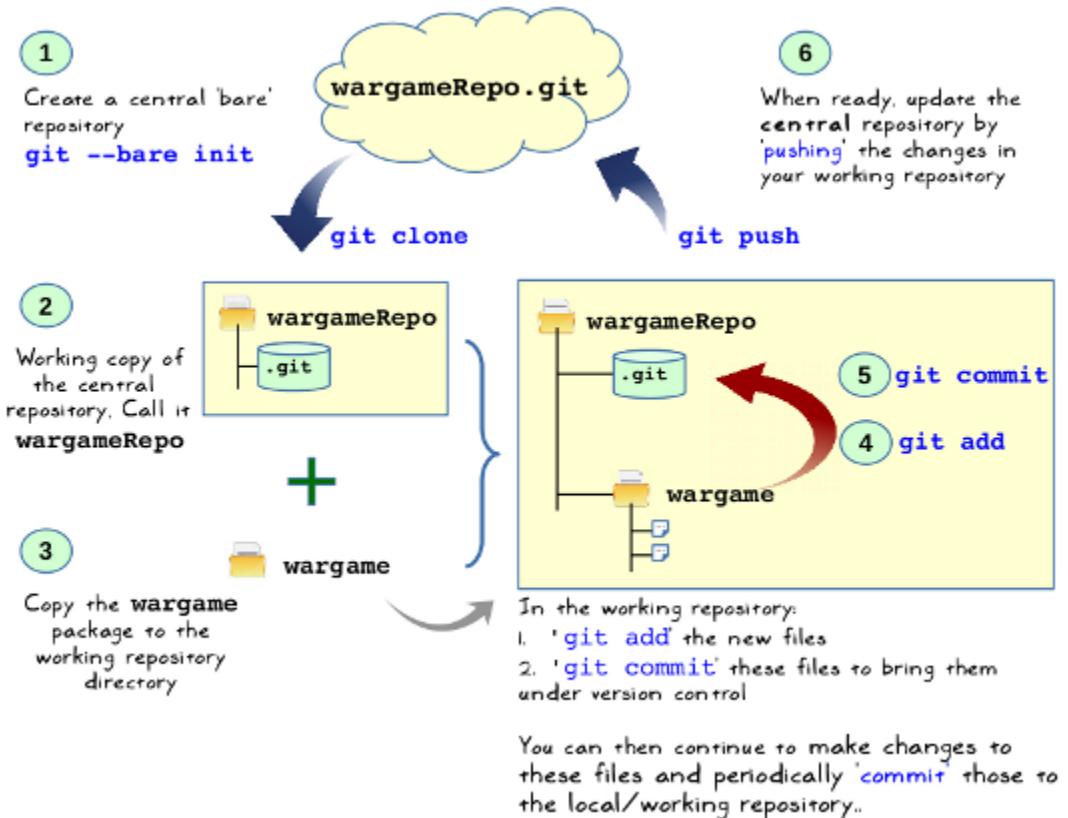 1
Create a central 'bare'
repository
git --bare init
wargameRepo.git
6
When ready, update the
central repository by
'pushing' the changes in
your working repository
git clone
git push
2
Working copy of
the central
repository, Call it
wargameRepo
wargameRepo
.git
3
Copy the wargame
package to the
working repository
directory
wargame
wargameRepo
.git
5 git commit
4 git add
wargame
In the working repository:
1. 'git add' the new files
2. 'git commit' these files to bring them
under version control
You can then continue to make changes to
these files and periodically 'commit' those to
the local/working repository..